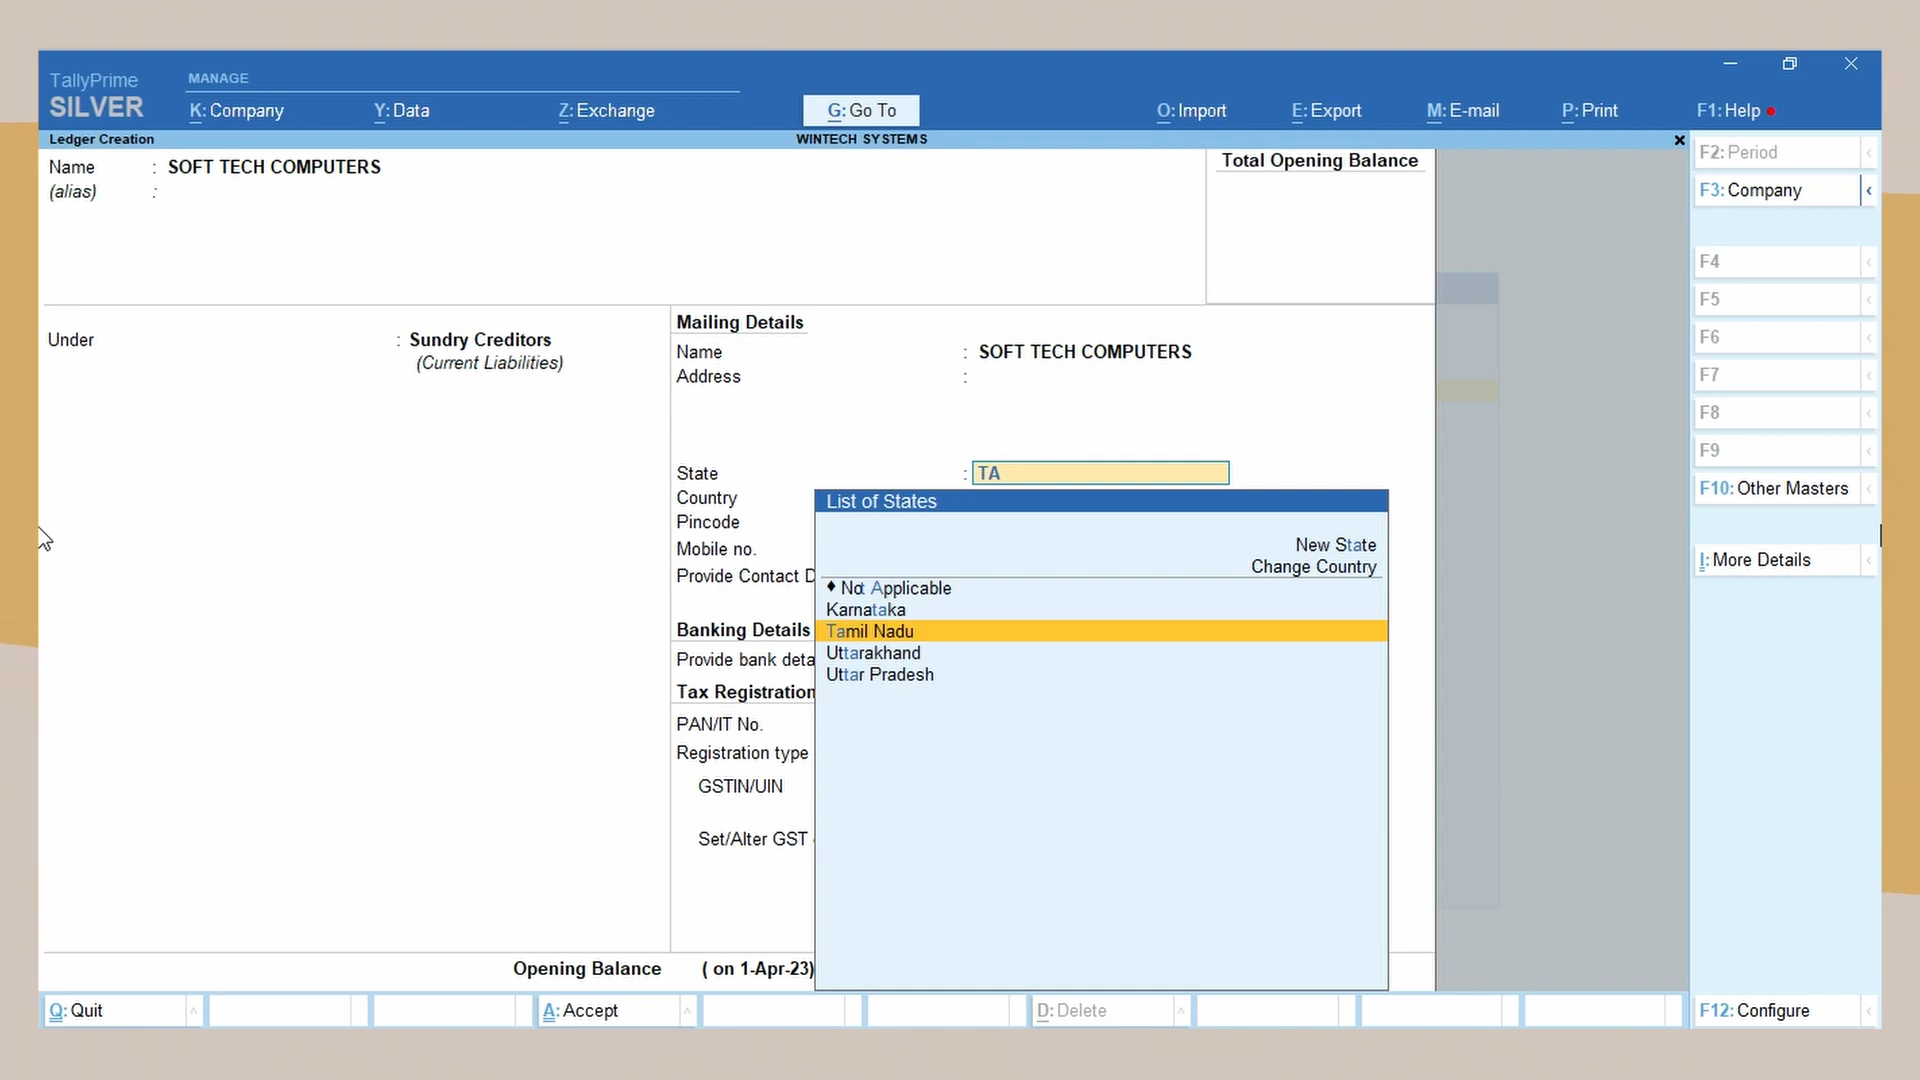 TallyPrime
SILVER
MANAGE
K: Company
Y: Data
Z: Exchange
G: Go To
O: Import
E: Export
M: E-mail
P: Print
F1: Help
Ledger Creation
WINTECH SYSTEMS
Name : SOFT TECH COMPUTERS
(alias) :
Total Opening Balance
Under : Sundry Creditors
(Current Liabilities)
Mailing Details
Name : SOFT TECH COMPUTERS
Address :
State : TA
Country
Pincode
Mobile no.
Provide Contact D
Banking Details
Provide bank deta
Tax Registration
PAN/IT No.
Registration type
GSTIN/UIN
Set/Alter GST
List of States
New State
Change Country
♦ Not Applicable
Karnataka
Tamil Nadu
Uttarakhand
Uttar Pradesh
Opening Balance ( on 1-Apr-23)
Q: Quit
A: Accept
D: Delete
F2: Period
F3: Company
F4
F5
F6
F7
F8
F9
F10: Other Masters
I: More Details
F12: Configure